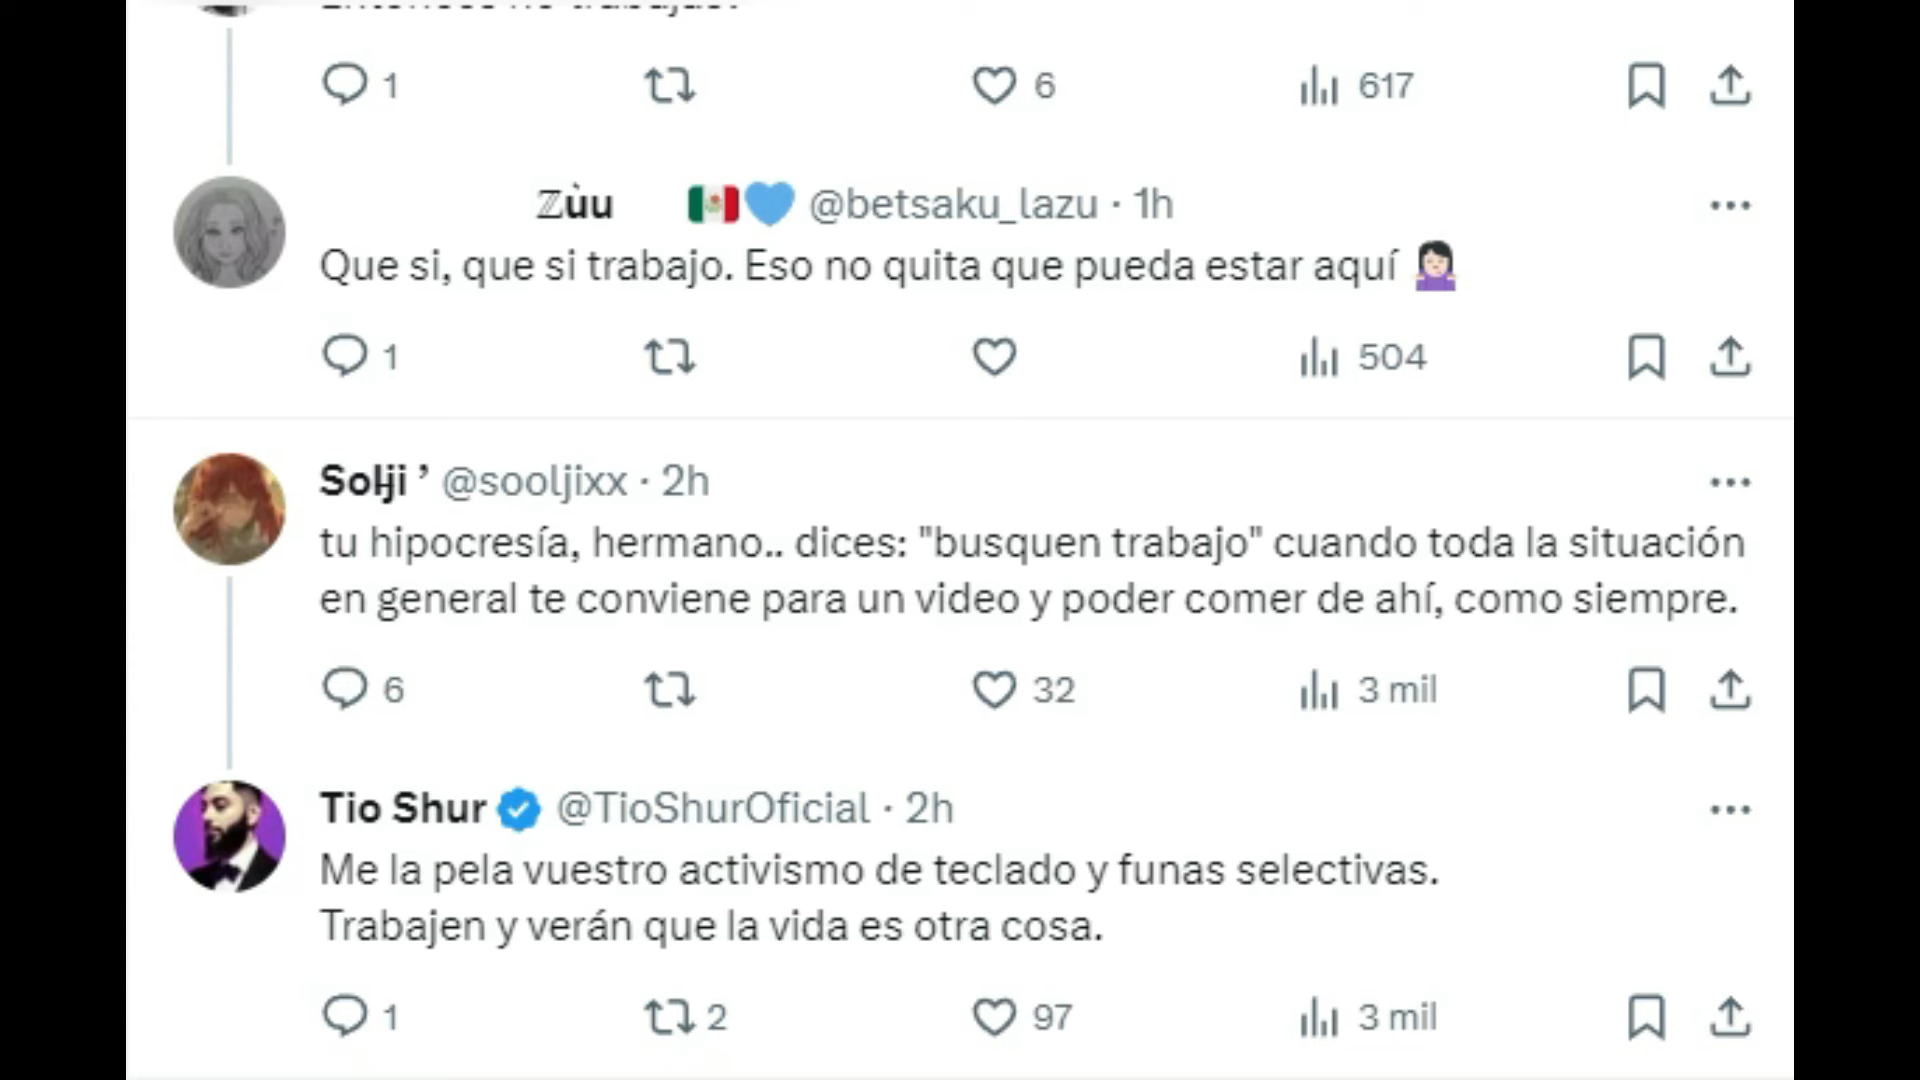 1 6 617
ℤùu 🇲🇽💙 @betsaku_lazu · 1h
Que si, que si trabajo. Eso no quita que pueda estar aquí 🤷🏻‍♀️
1 504
Solɟi ’ @sooljixx · 2h
tu hipocresía, hermano.. dices: "busquen trabajo" cuando toda la situación
en general te conviene para un video y poder comer de ahí, como siempre.
6 32 3 mil
Tio Shur @TioShurOficial · 2h
Me la pela vuestro activismo de teclado y funas selectivas.
Trabajen y verán que la vida es otra cosa.
1 2 97 3 mil